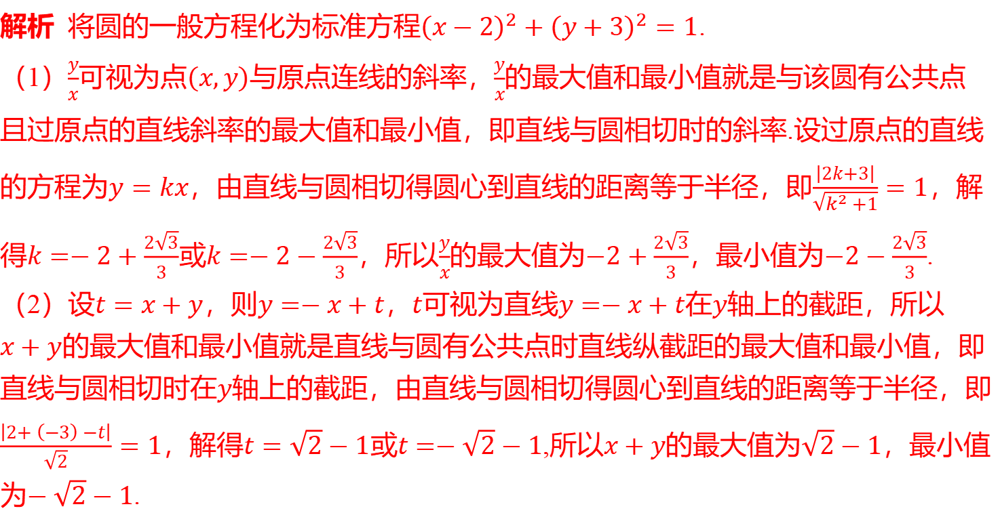 解析 将圆的一般方程化为标准方程$(x-2)^2+(y+3)^2=1$.
（1）$\frac{y}{x}$可视为点$(x,y)$与原点连线的斜率，$\frac{y}{x}$的最大值和最小值就是与该圆有公共点
且过原点的直线斜率的最大值和最小值，即直线与圆相切时的斜率.设过原点的直线
的方程为$y=kx$，由直线与圆相切得圆心到直线的距离等于半径，即$\frac{|2k+3|}{\sqrt{k^2+1}}=1$，解
得$k=-2+\frac{2\sqrt{3}}{3}$或$k=-2-\frac{2\sqrt{3}}{3}$，所以$\frac{y}{x}$的最大值为$-2+\frac{2\sqrt{3}}{3}$，最小值为$-2-\frac{2\sqrt{3}}{3}$.
（2）设$t=x+y$，则$y=-x+t$，$t$可视为直线$y=-x+t$在$y$轴上的截距，所以
$x+y$的最大值和最小值就是直线与圆有公共点时直线纵截距的最大值和最小值，即
直线与圆相切时在$y$轴上的截距，由直线与圆相切得圆心到直线的距离等于半径，即
$\frac{|2+（-3）-t|}{\sqrt{2}}=1$，解得$t=\sqrt{2}-1$或$t=-\sqrt{2}-1$,所以$x+y$的最大值为$\sqrt{2}-1$，最小值
为$-\sqrt{2}-1$.